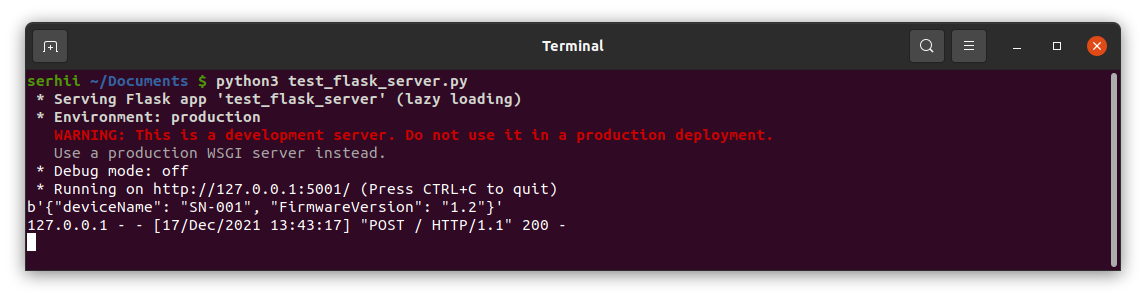 Terminal
serhii ~/Documents $ python3 test_flask_server.py
 * Serving Flask app 'test_flask_server' (lazy loading)
 * Environment: production
   WARNING: This is a development server. Do not use it in a production deployment.
   Use a production WSGI server instead.
 * Debug mode: off
 * Running on http://127.0.0.1:5001/ (Press CTRL+C to quit)
b'{"deviceName": "SN-001", "FirmwareVersion": "1.2"}'
127.0.0.1 - - [17/Dec/2021 13:43:17] "POST / HTTP/1.1" 200 -